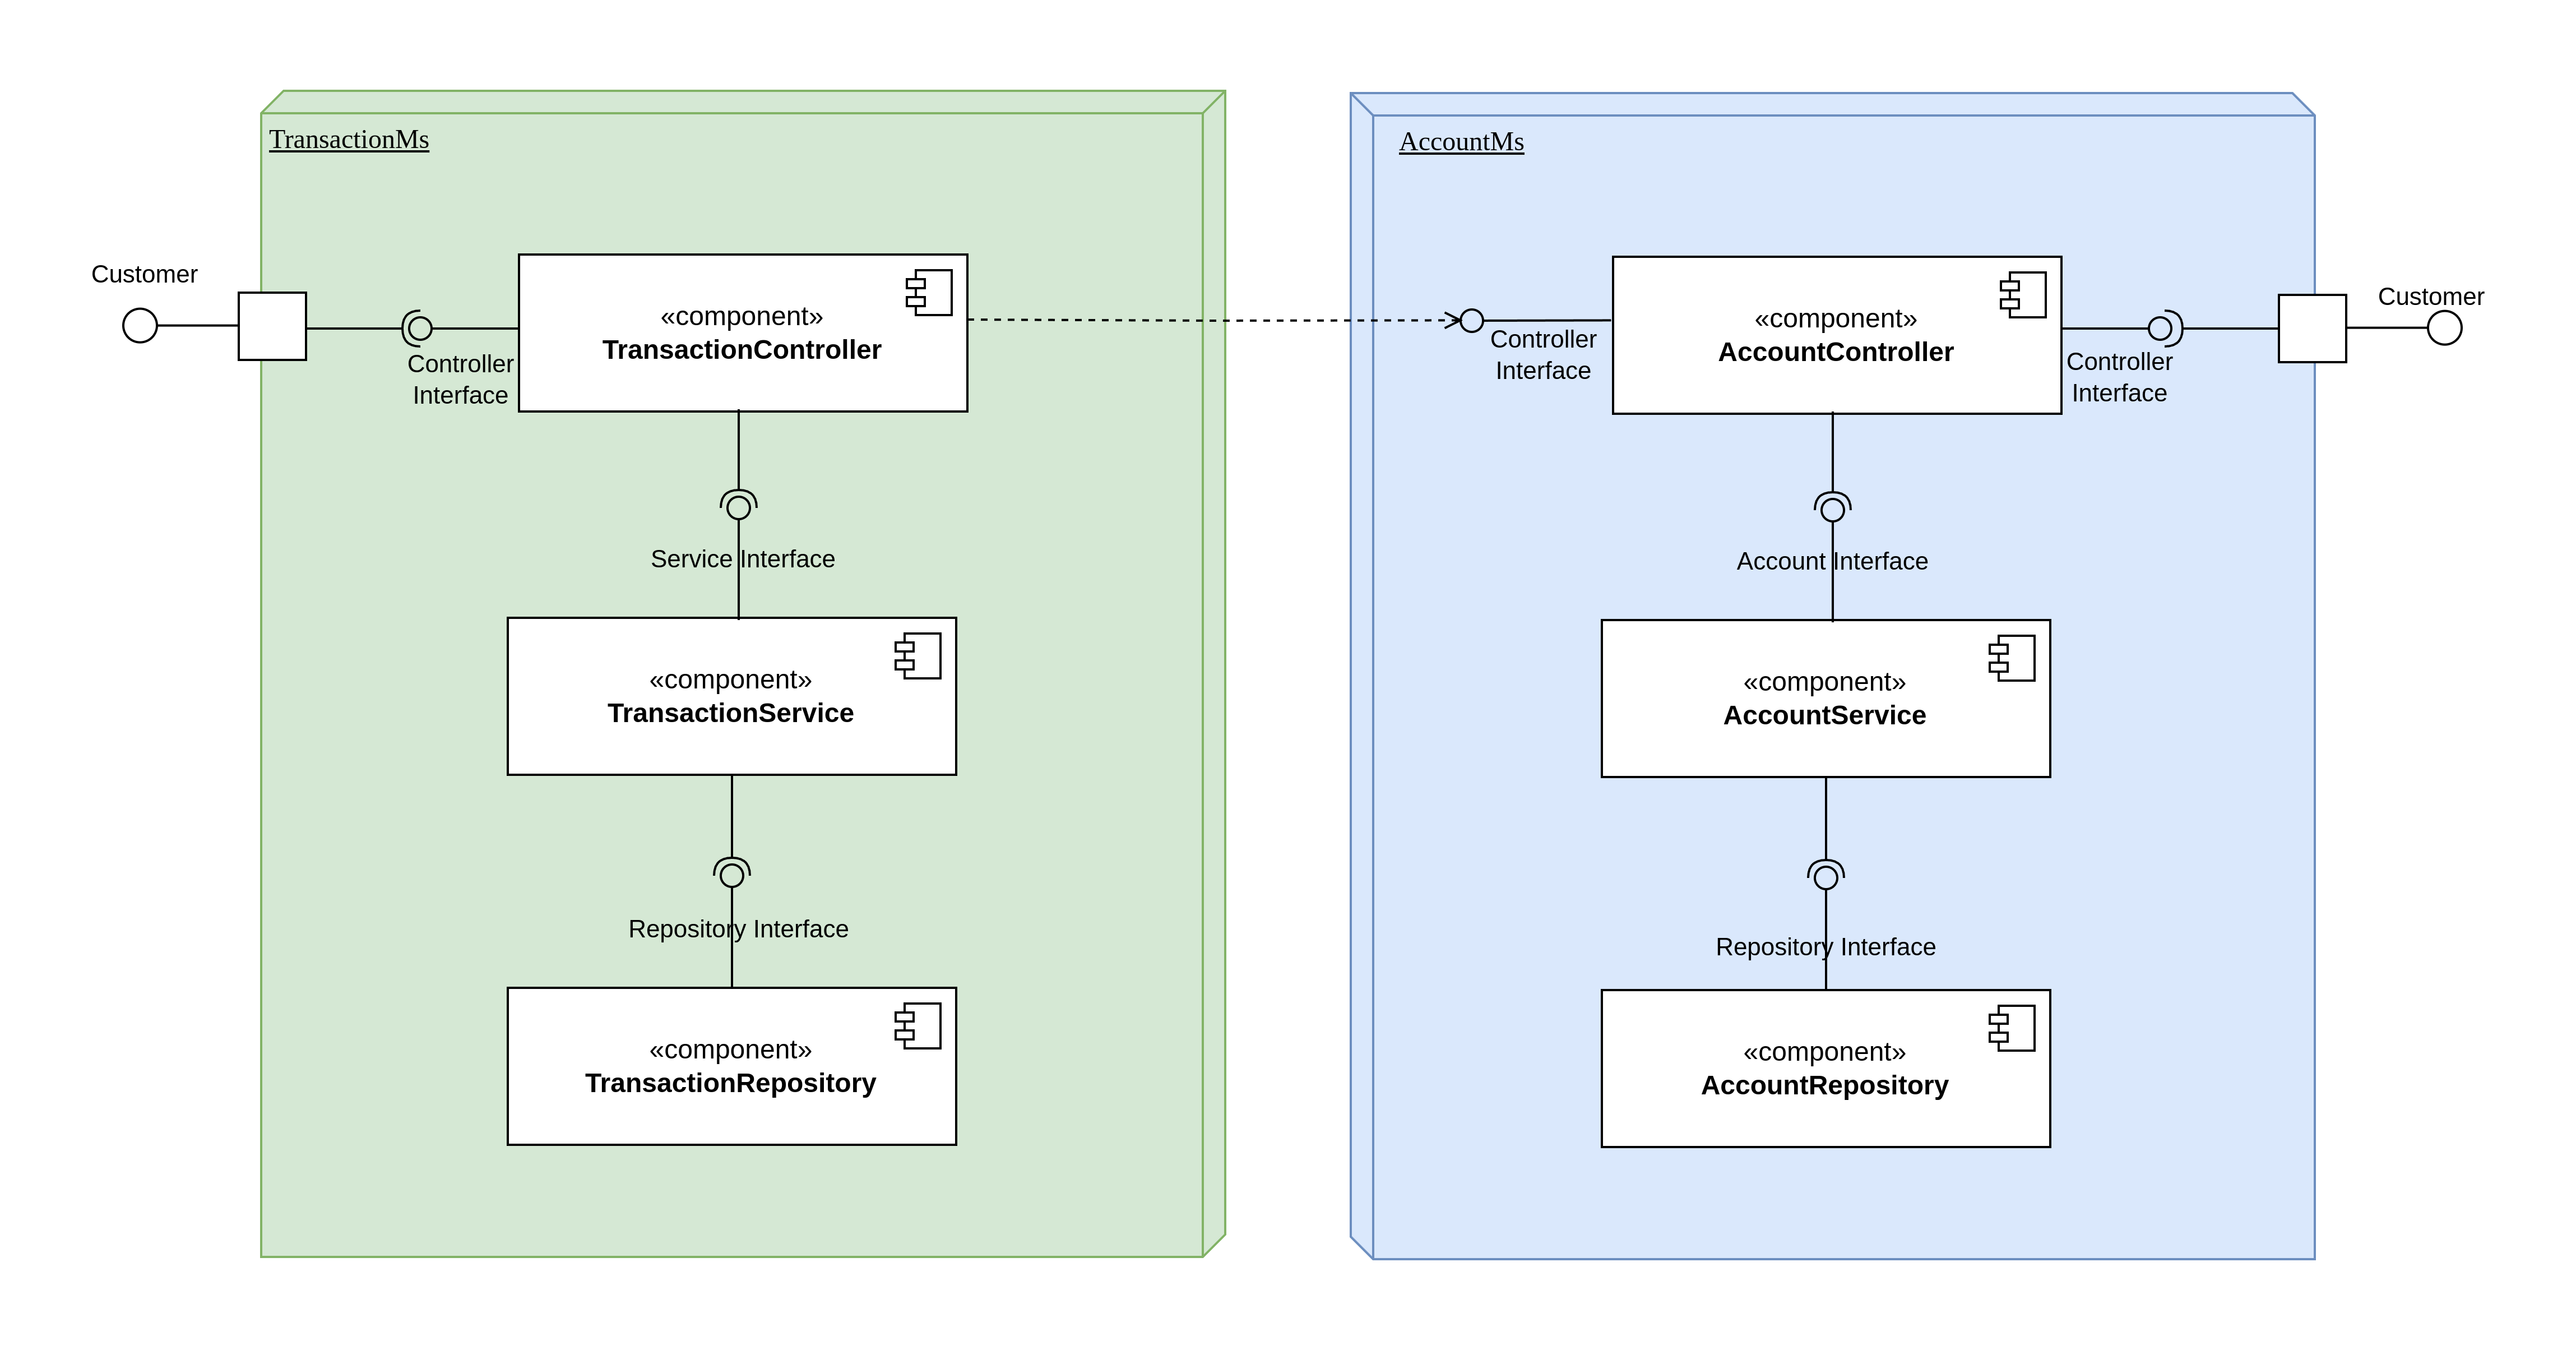 TransactionMs
Customer
«component»
TransactionController
Controller
Interface
Service Interface
«component»
TransactionService
Repository Interface
«component»
TransactionRepository
AccountMs
Controller
Interface
«component»
AccountController
Customer
Controller
Interface
Account Interface
«component»
AccountService
Repository Interface
«component»
AccountRepository